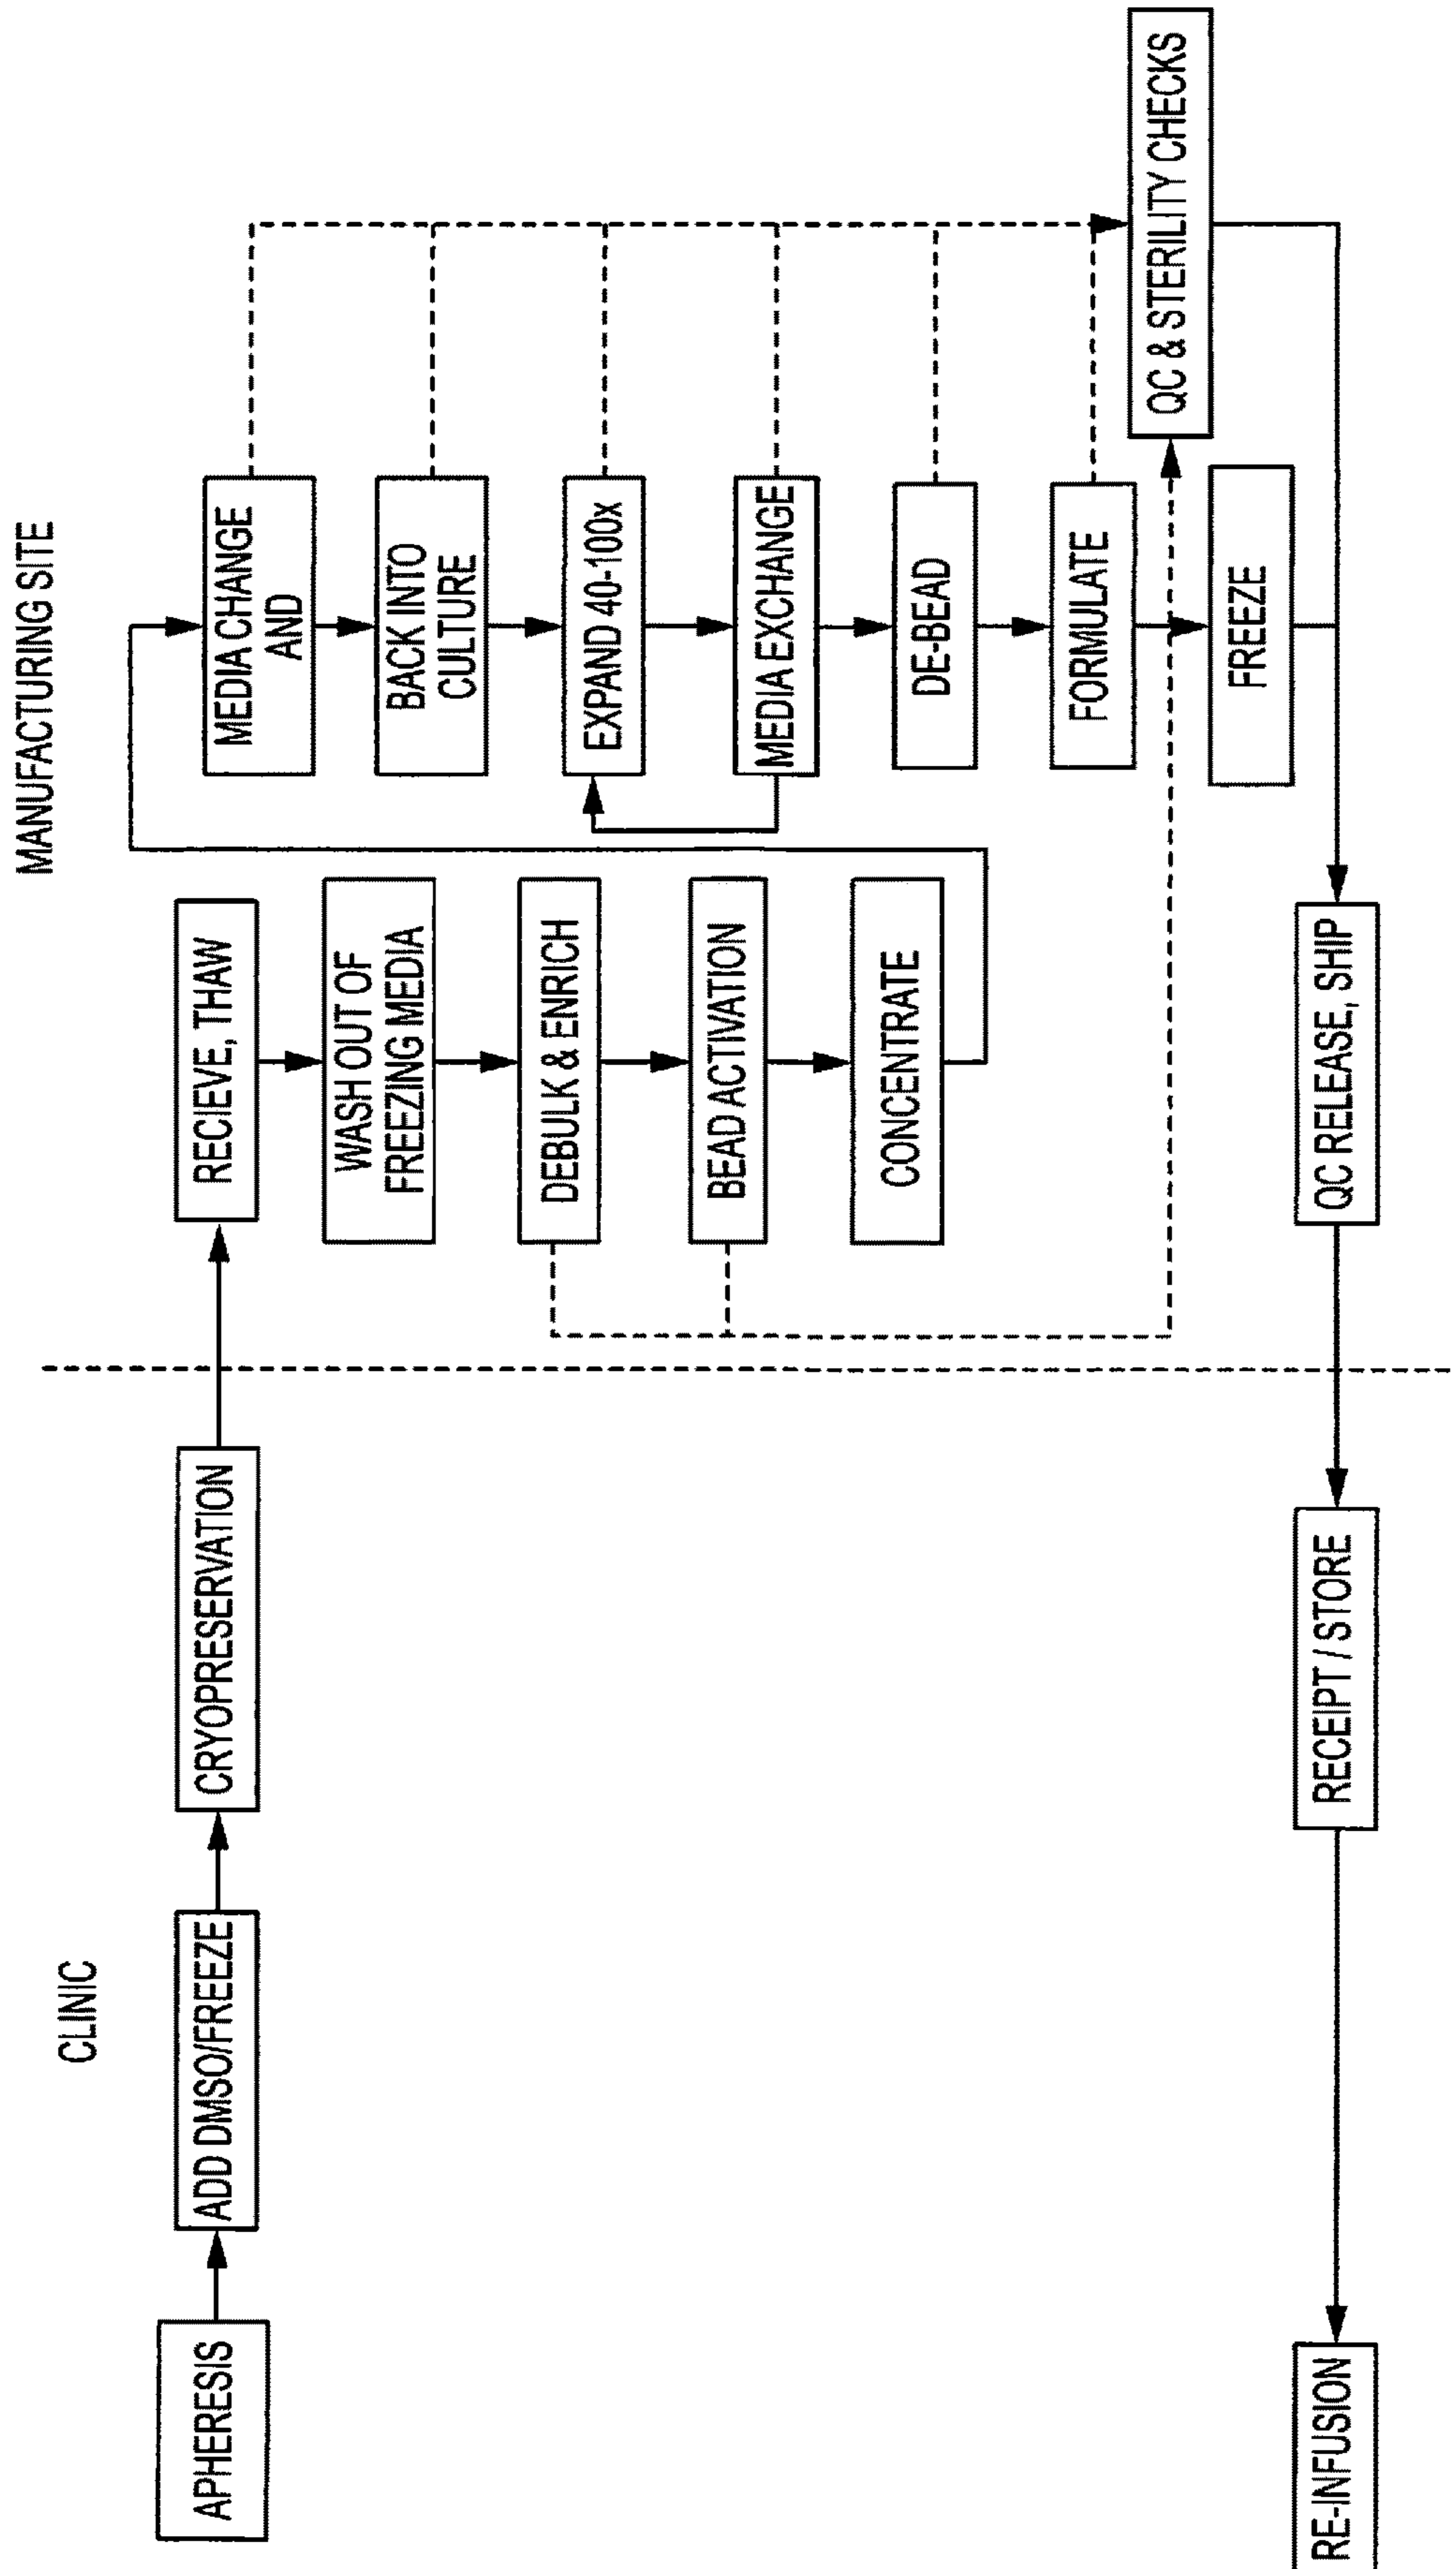 CLINIC
MANUFACTURING SITE
APHERESIS
ADD DMSO/FREEZE
CRYOPRESERVATION
RECIEVE, THAW
WASH OUT OF
FREEZING MEDIA
DEBULK & ENRICH
BEAD ACTIVATION
CONCENTRATE
MEDIA CHANGE
AND
BACK INTO
CULTURE
EXPAND 40-100x
MEDIA EXCHANGE
DE-BEAD
FORMULATE
FREEZE
QC & STERILITY CHECKS
QC RELEASE, SHIP
RECEIPT / STORE
RE-INFUSION